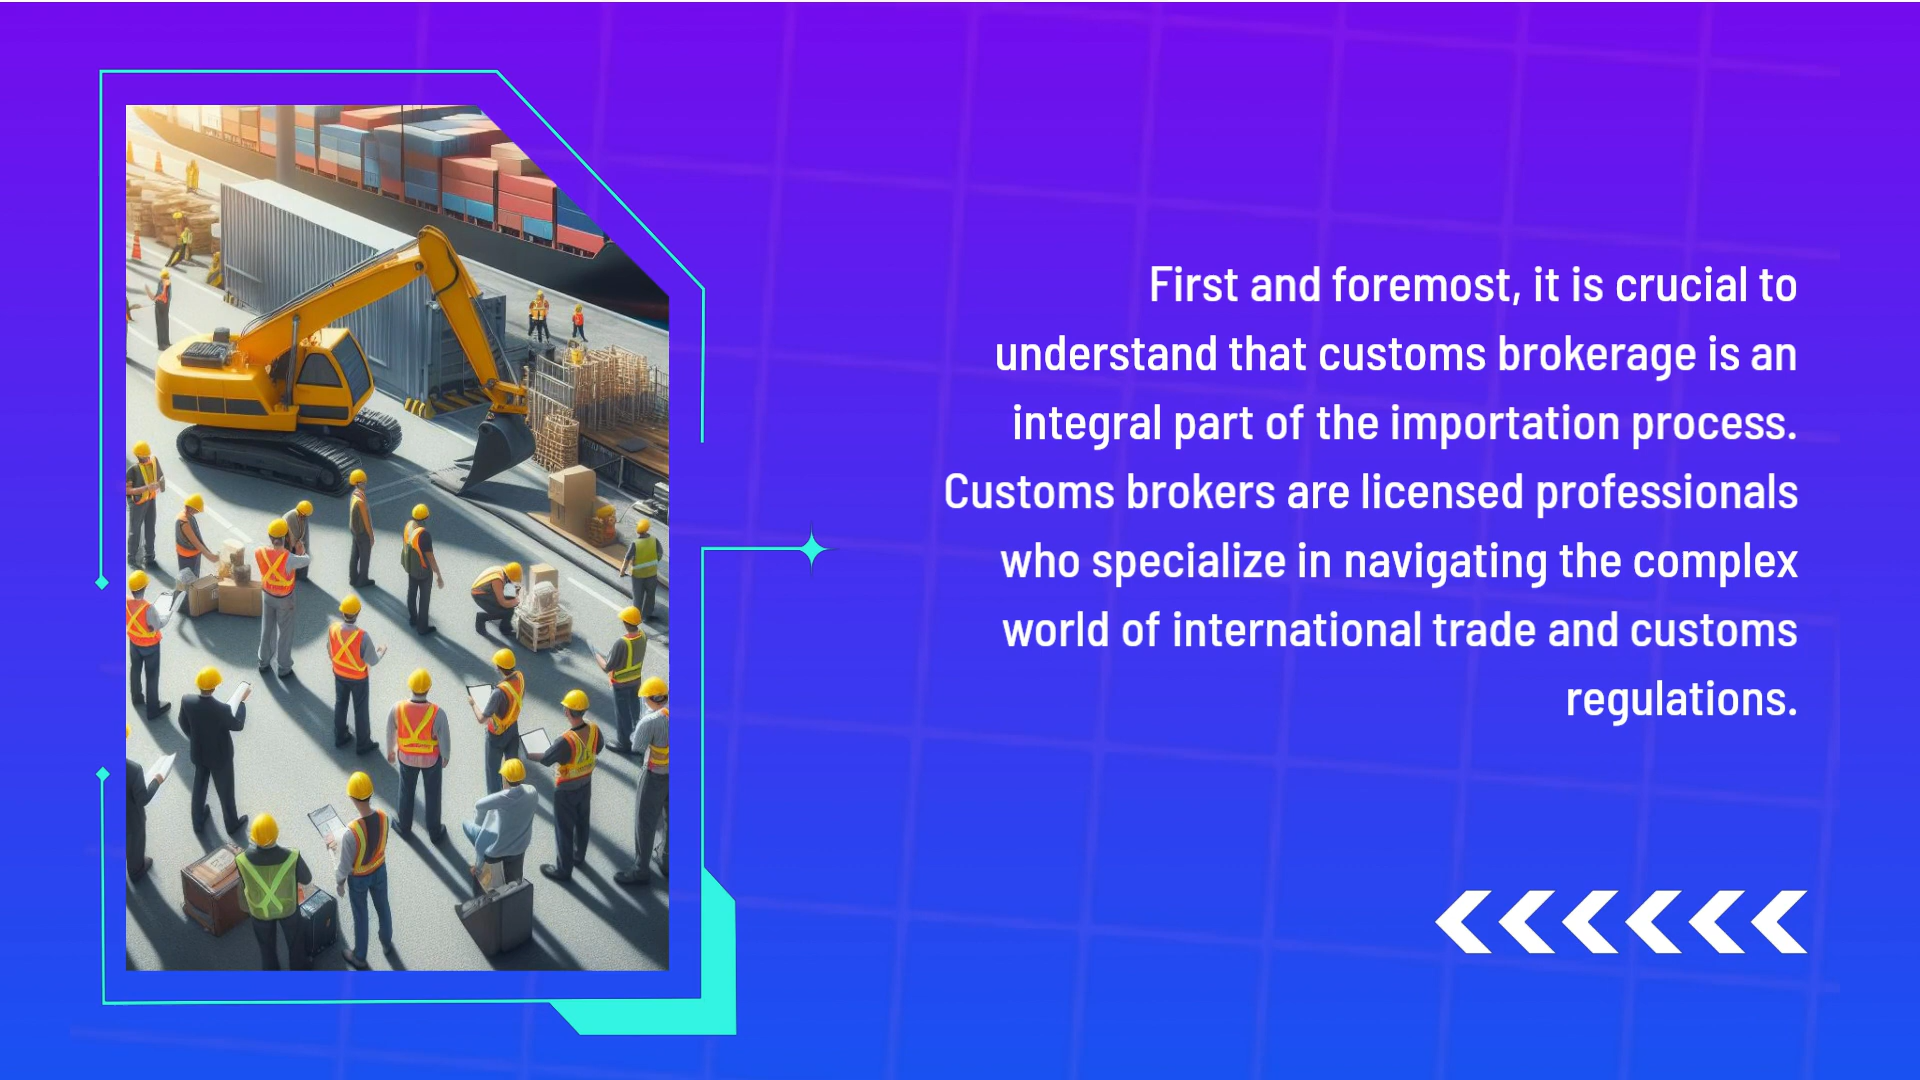 First and foremost, it is crucial to
understand that customs brokerage is an
integral part of the importation process.
Customs brokers are licensed professionals
who specialize in navigating the complex
world of international trade and customs
regulations.